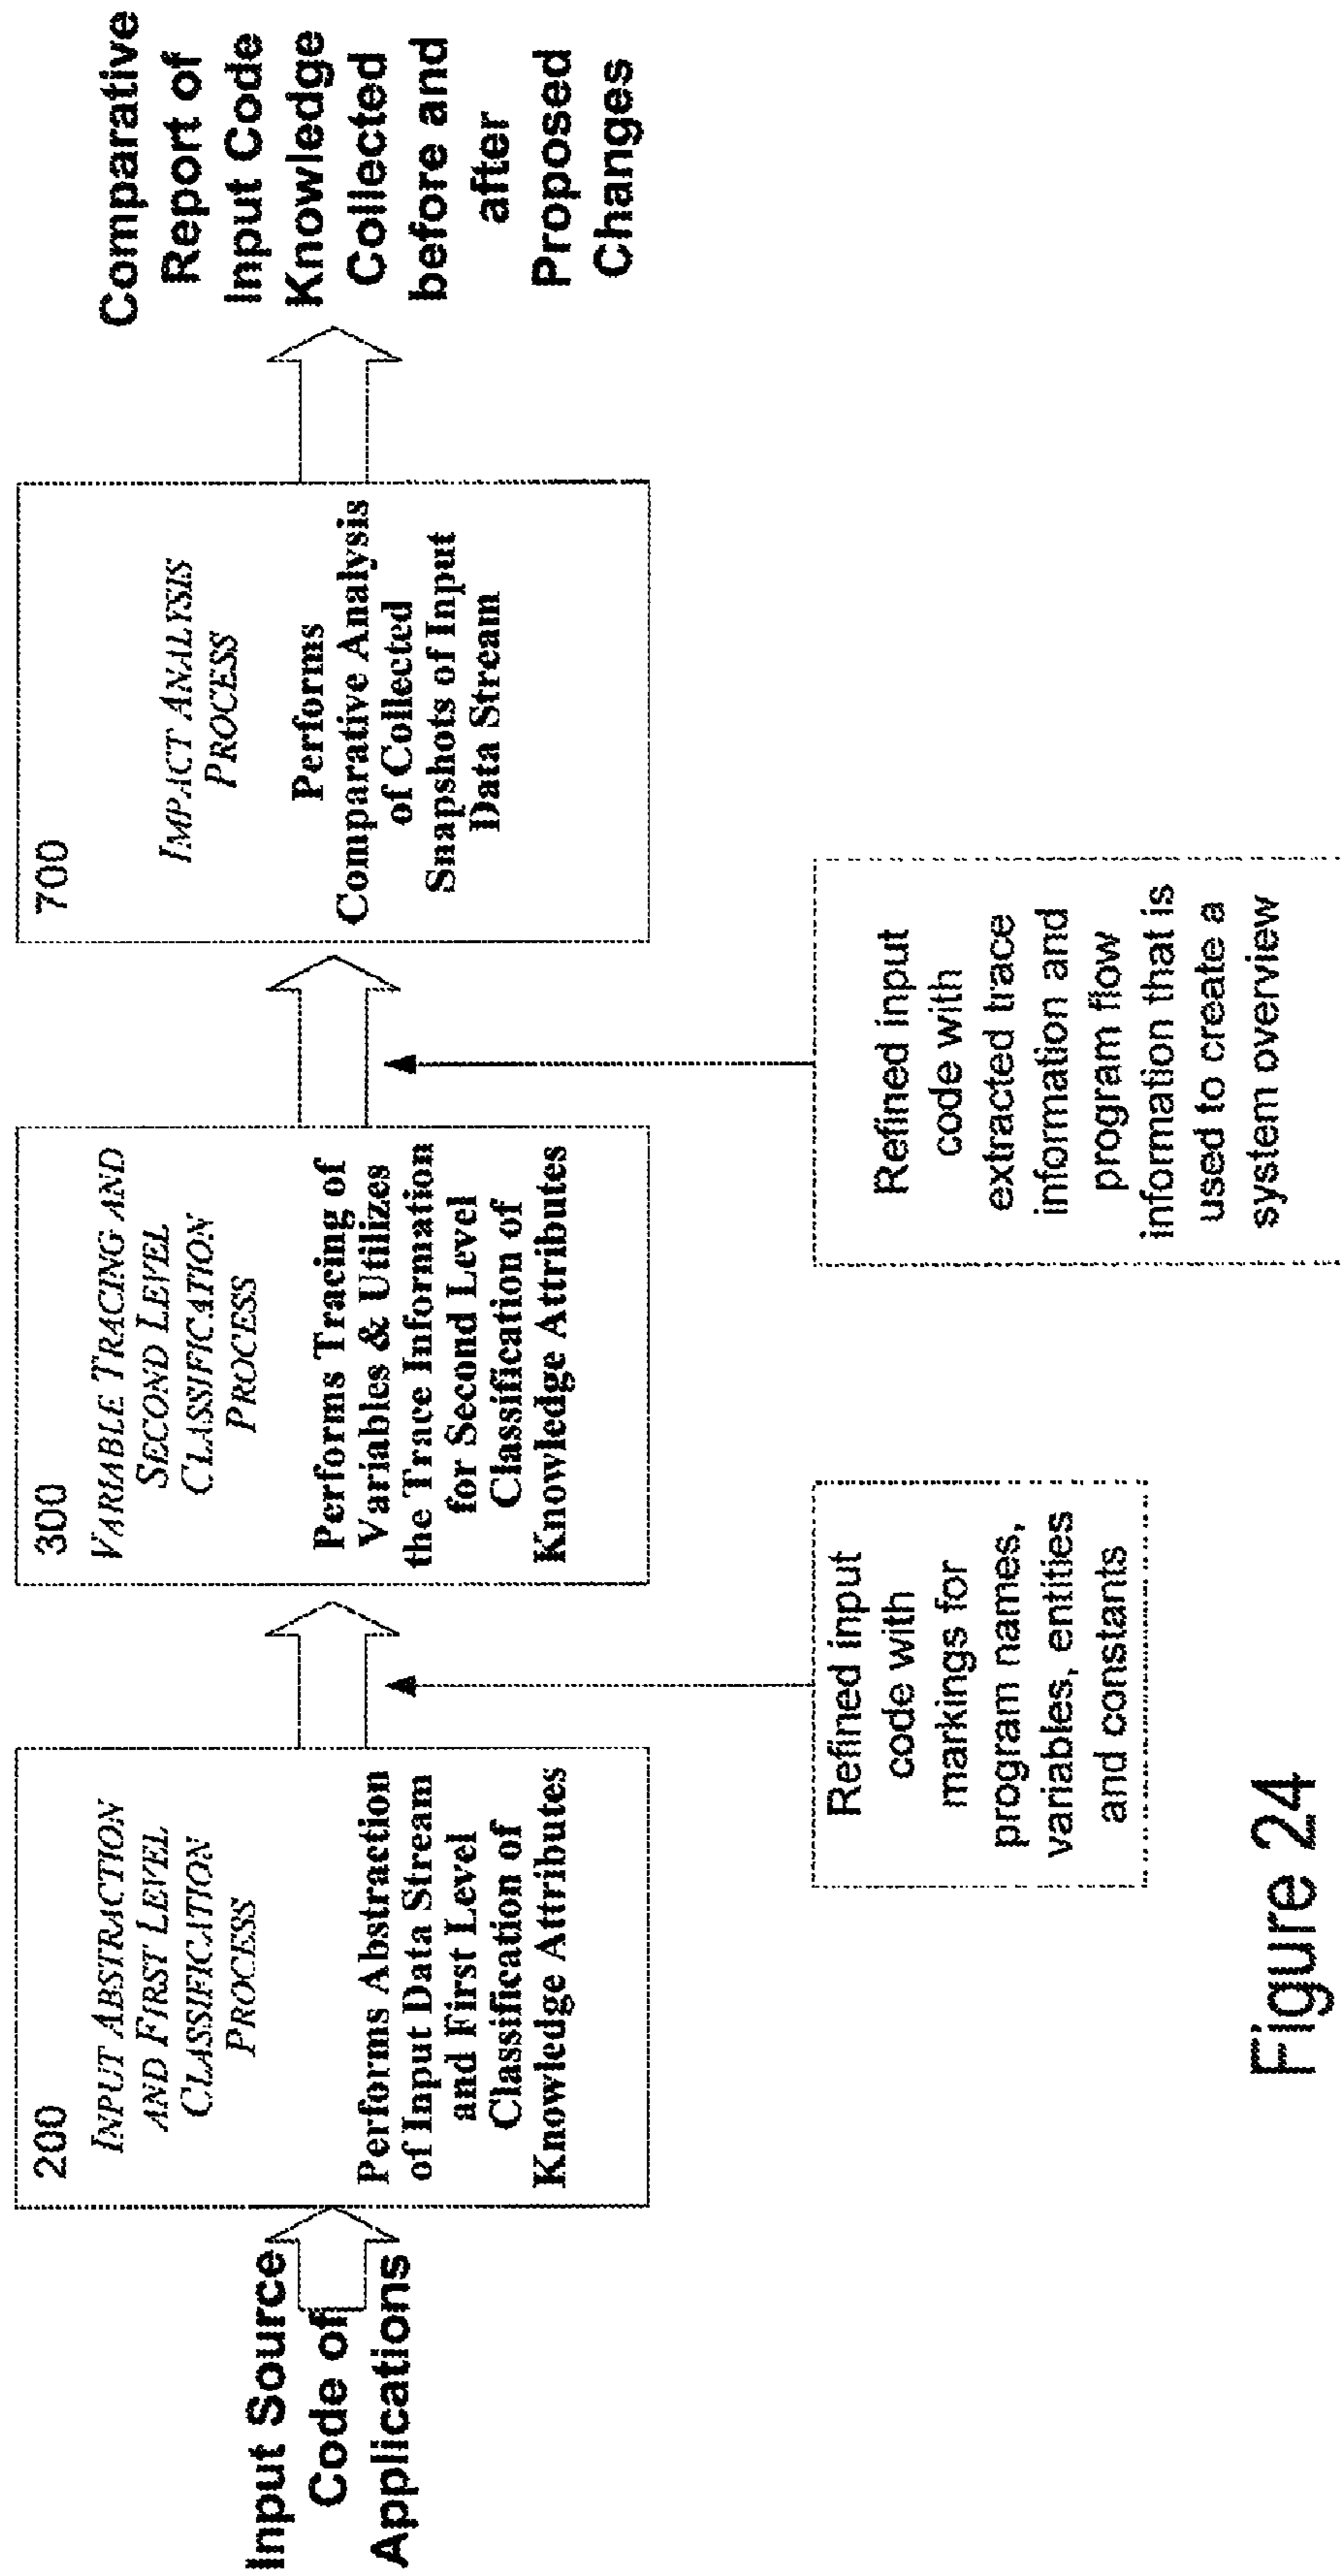 Input Source
Code of
Applications
200
INPUT ABSTRACTION
AND FIRST LEVEL
CLASSIFICATION
PROCESS
Performs Abstraction
of Input Data Stream
and First Level
Classification of
Knowledge Attributes
300
VARIABLE TRACING AND
SECOND LEVEL
CLASSIFICATION
PROCESS
Performs Tracing of
Variables & Utilizes
the Trace Information
for Second Level
Classification of
Knowledge Attributes
700
IMPACT ANALYSIS
PROCESS
Performs
Comparative Analysis
of Collected
Snapshots of Input
Data Stream
Comparative
Report of
Input Code
Knowledge
Collected
before and
after
Proposed
Changes
Refined input
code with
markings for
program names,
variables, entities
and constants
Refined input
code with
extracted trace
information and
program flow
information that is
used to create a
system overview
Figure 24